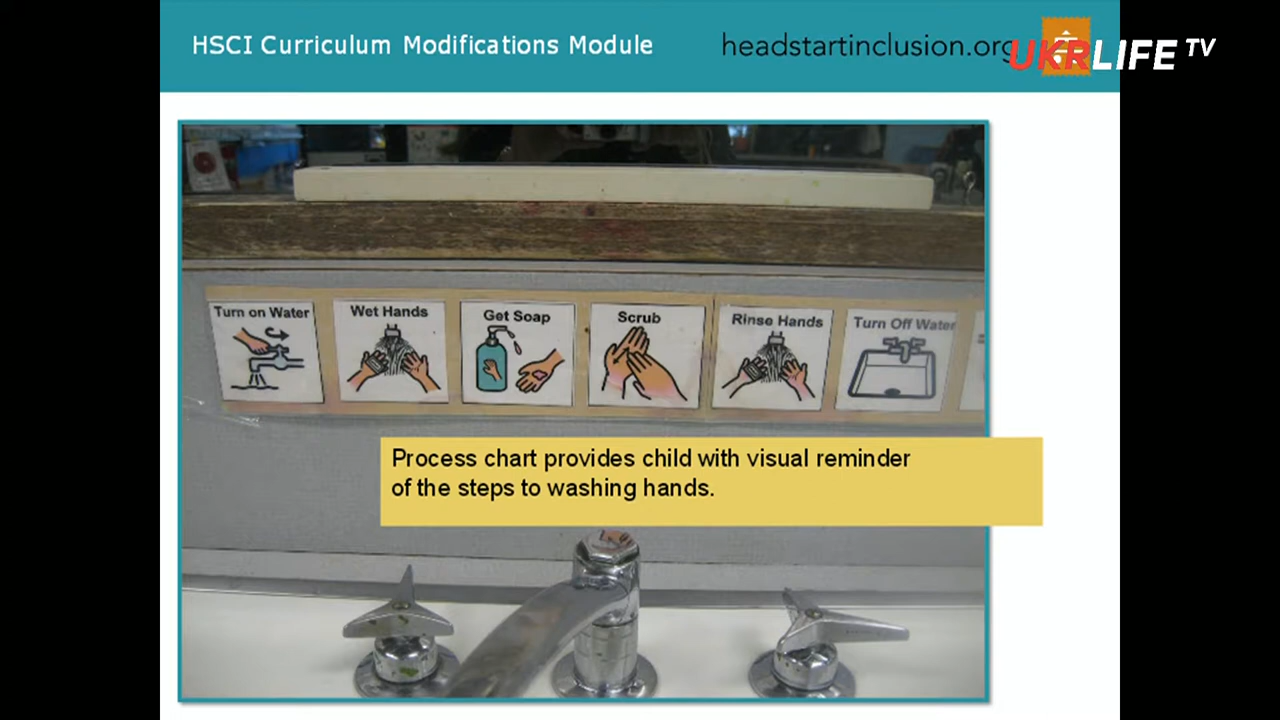 HSCI Curriculum Modifications Module
headstartinclusion.org
UKRLIFE TV
Turn on Water
Wet Hands
Get Soap
Scrub
Rinse Hands
Turn Off Water
Process chart provides child with visual reminder
of the steps to washing hands.